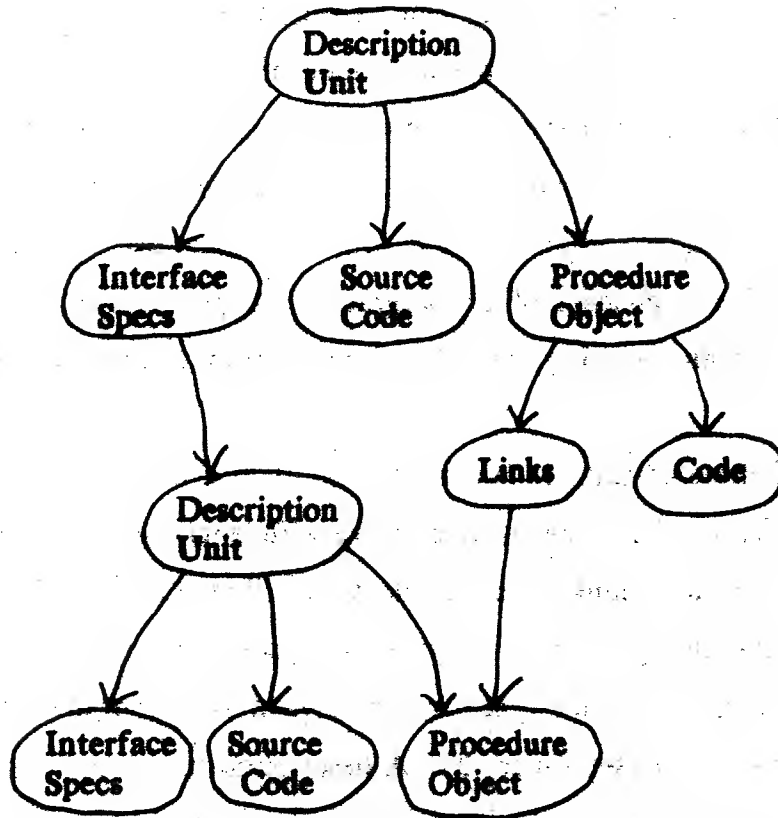 Description
Unit
Interface
Specs
Source
Code
Procedure
Object
Links
Code
Description
Unit
Interface
Specs
Source
Code
Procedure
Object